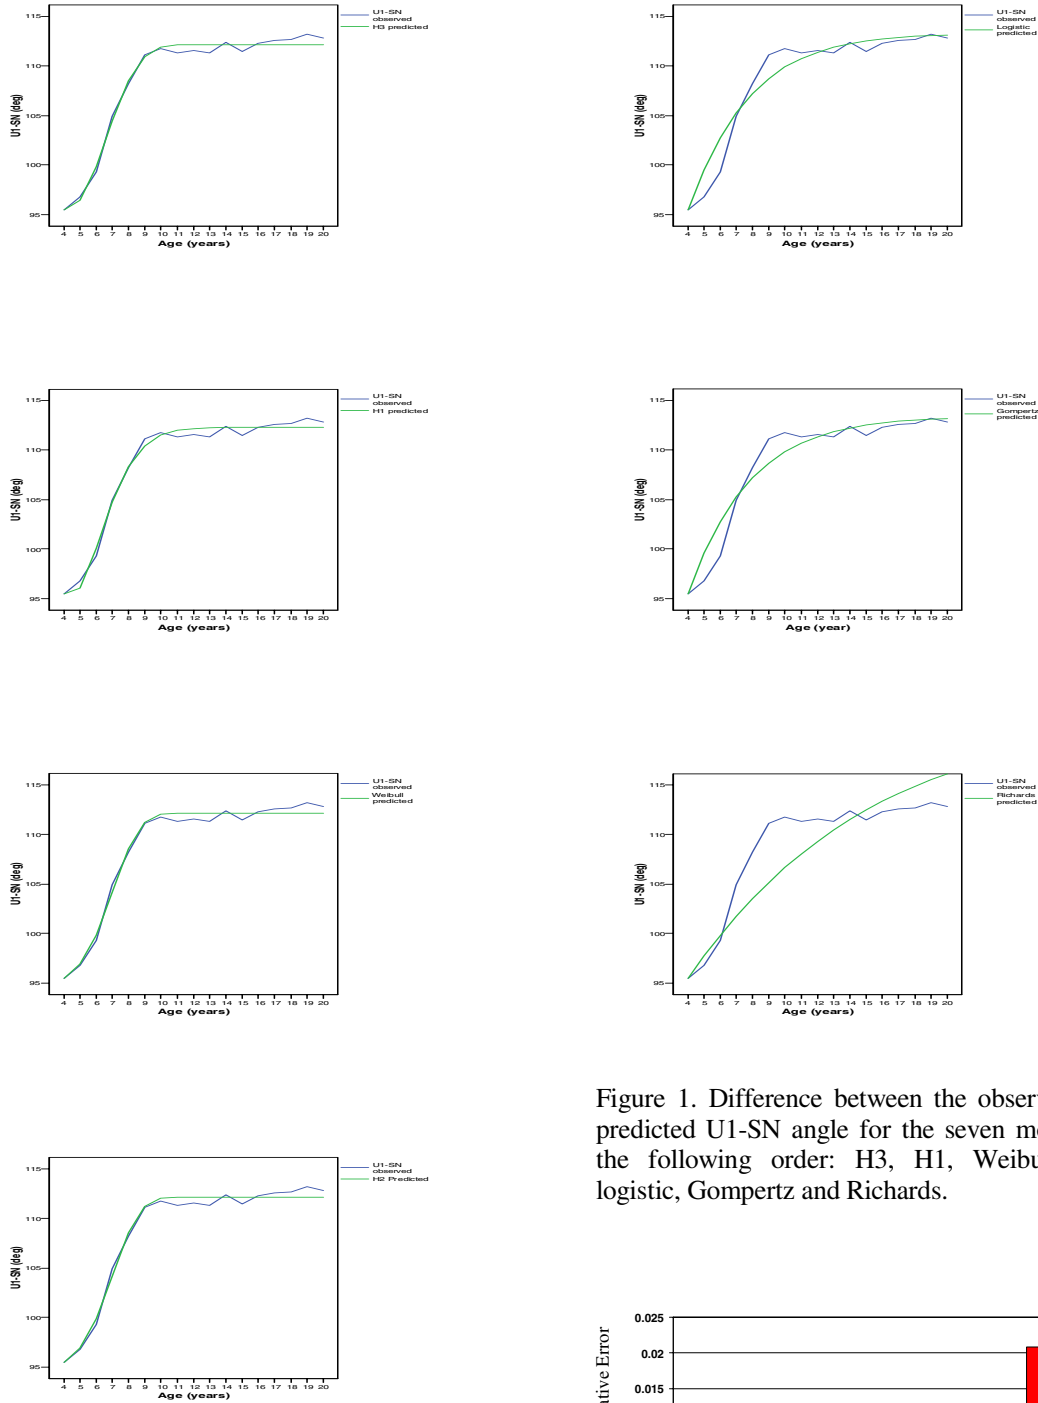 115
110
105
100
95
U1-SN (deg)
4 5 6 7 8 9 10 11 12 13 14 15 16 17 18 19 20
Age (years)
U1-SN
observed
H3 predicted
115
110
105
100
95
U1-SN (deg)
4 5 6 7 8 9 10 11 12 13 14 15 16 17 18 19 20
Age (years)
U1-SN
observed
H1 predicted
115
110
105
100
95
U1-SN (deg)
4 5 6 7 8 9 10 11 12 13 14 15 16 17 18 19 20
Age (years)
U1-SN
observed
Weibull
predicted
115
110
105
100
95
U1-SN (deg)
4 5 6 7 8 9 10 11 12 13 14 15 16 17 18 19 20
Age (years)
U1-SN
observed
H2 Predicted
115
110
105
100
95
U1-SN (deg)
4 5 6 7 8 9 10 11 12 13 14 15 16 17 18 19 20
Age (years)
U1-SN
observed
Logistic
predicted
115
110
105
100
95
U1-SN (deg)
4 5 6 7 8 9 10 11 12 13 14 15 16 17 18 19 20
Age (year)
U1-SN
observed
Gompertz
predicted
115
110
105
100
95
U1-SN (deg)
4 5 6 7 8 9 10 11 12 13 14 15 16 17 18 19 20
Age (years)
U1-SN
observed
Richards
predicted
Figure 1. Difference between the observ
predicted U1-SN angle for the seven mo
the following order: H3, H1, Weibu
logistic, Gompertz and Richards.
0.025
0.02
0.015
ative Error